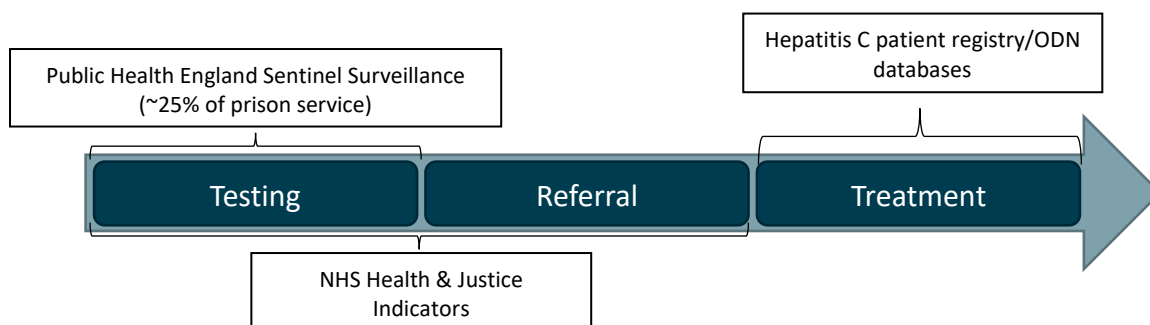 Hepatitis C patient registry/ODN
databases
Public Health England Sentinel Surveillance
(~25% of prison service)
Testing
Referral
Treatment
NHS Health & Justice
Indicators